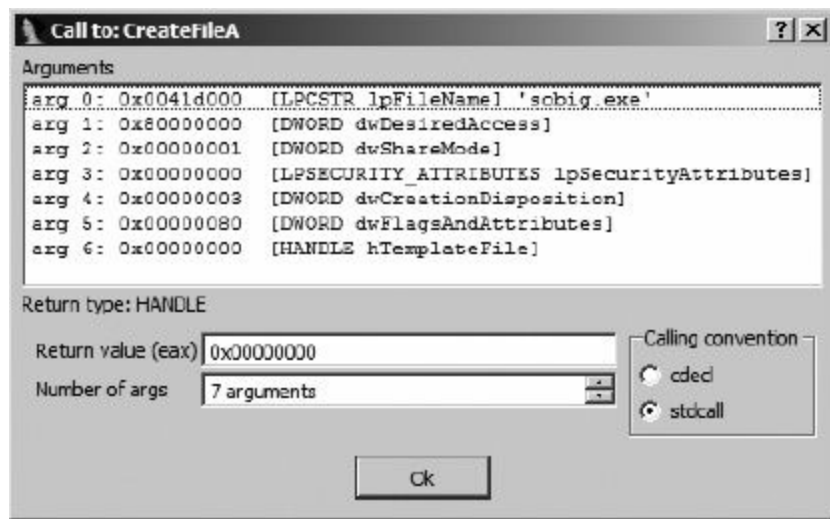 Call to: CreateFileA
Arguments
arg 0: 0x0041d000 [LPCSTR lpFileName] 'sobig.exe'
arg 1: 0x80000000 [DWORD dwDesiredAccess]
arg 2: 0x00000001 [DWORD dwShareMode]
arg 3: 0x00000000 [LPSECURITY_ATTRIBUTES lpSecurityAttributes]
arg 4: 0x00000003 [DWORD dwCreationDisposition]
arg 5: 0x00000080 [DWORD dwFlagsAndAttributes]
arg 6: 0x00000000 [HANDLE hTemplateFile]
Return type: HANDLE
Return value (eax) 0x00000000
Number of args 7 arguments
Calling convention
cdecl
stdcall
Ok